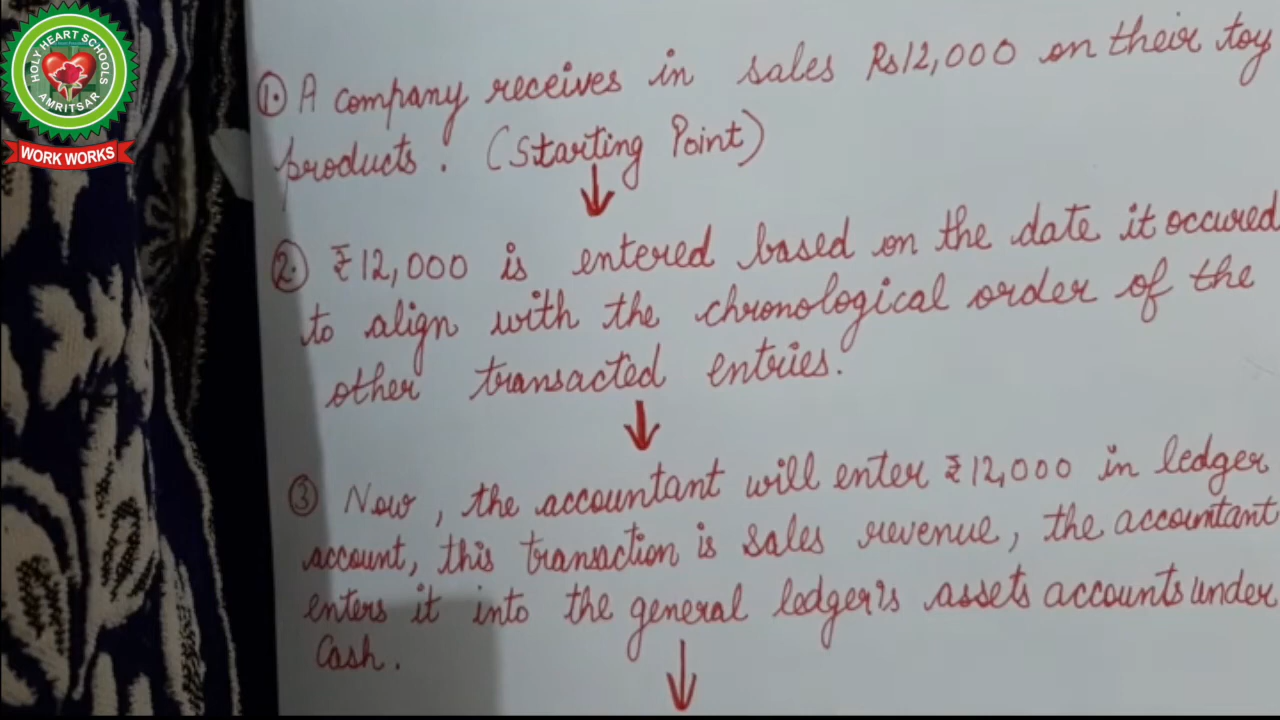 HOLY HEART SCHOOLS
AMRITSAR
WORK WORKS
1. A company receives in sales Rs12,000 on their toy
products. (Starting Point)
↓
2. ₹12,000 is entered based on the date it occured
to align with the chronological order of the
other transacted entries.
↓
3 Now, the accountant will enter ₹12,000 in ledger
account, this transaction is sales revenue, the accountant
enters it into the general ledger's assets accounts under
Cash.
↓